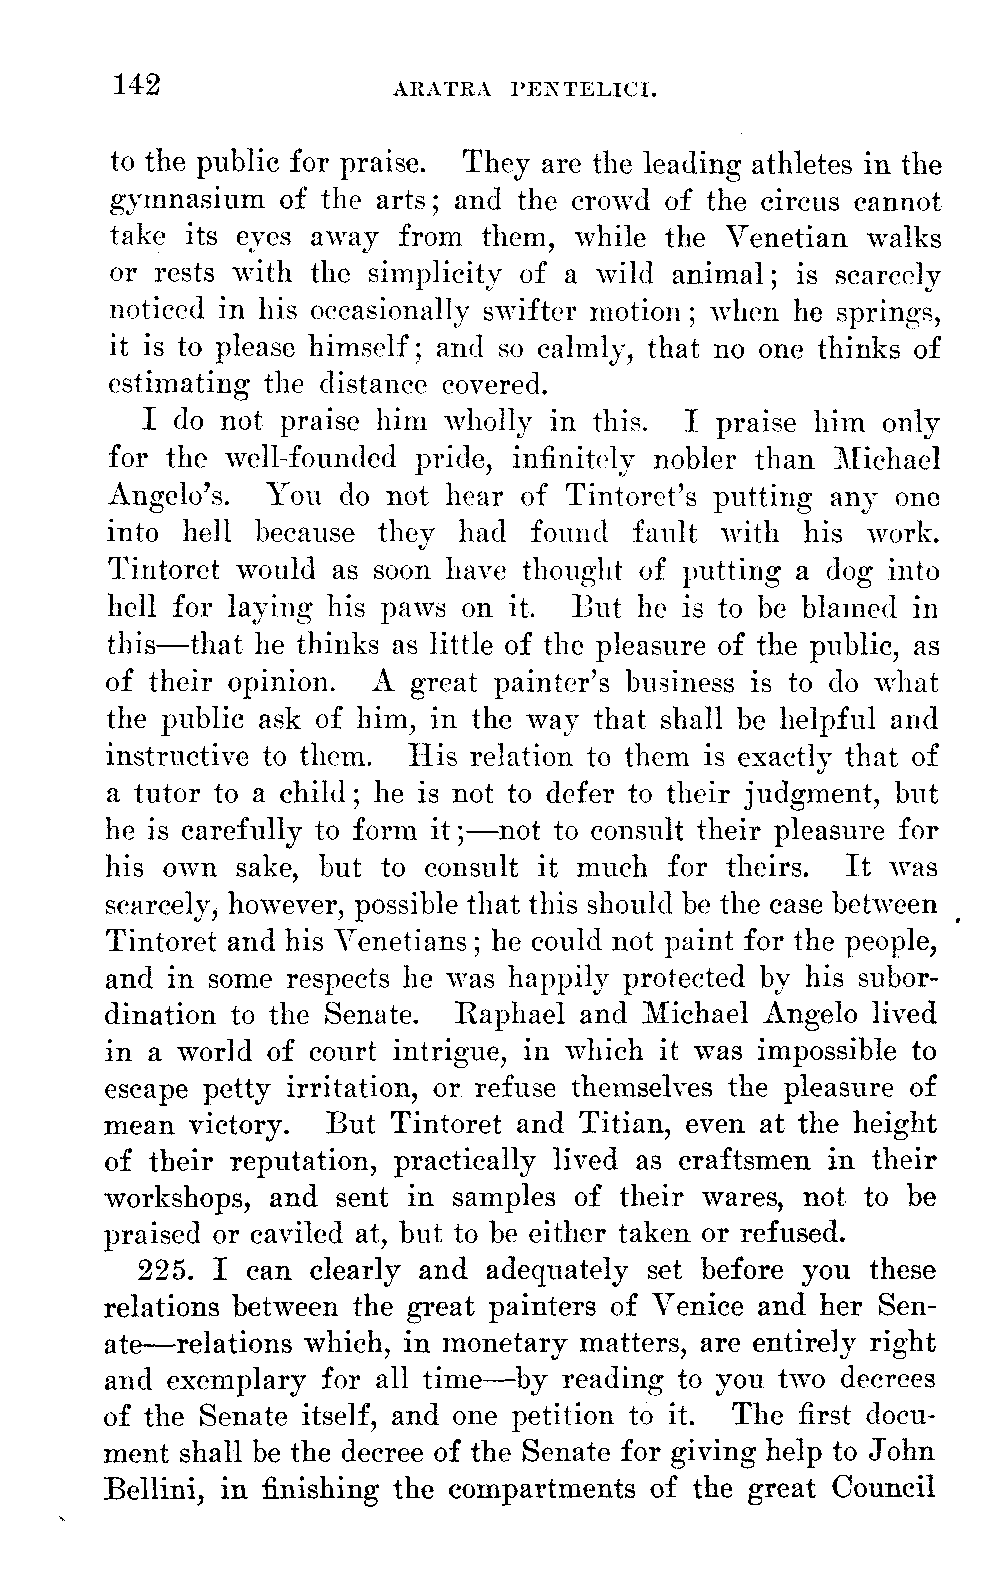 142 ARATRA PENTELICI.
to the public for praise. They are the leading athletes in the
gymnasium of the arts; and the crowd of the circus cannot
take its eyes away from them, while the Venetian walks
or rests with the simplicity of a wild animal; is scarcely
noticed in his occasionally swifter motion; when he springs,
it is to please himself; and so calmly, that no one thinks of
estimating the distance covered.
I do not praise him wholly in this. I praise him only
for the well-founded pride, infinitely nobler than Michael
Angelo's. You do not hear of Tintoret's putting any one
into hell because they had found fault with his work.
Tintoret would as soon have thought of putting a dog into
hell for laying his paws on it. But he is to be blamed in
this—that he thinks as little of the pleasure of the public, as
of their opinion. A great painter's business is to do what
the public ask of him, in the way that shall be helpful and
instructive to them. His relation to them is exactly that of
a tutor to a child; he is not to defer to their judgment, but
he is carefully to form it;—not to consult their pleasure for
his own sake, but to consult it much for theirs. It was
scarcely, however, possible that this should be the case between
Tintoret and his Venetians; he could not paint for the people,
and in some respects he was happily protected by his subor-
dination to the Senate. Raphael and Michael Angelo lived
in a world of court intrigue, in which it was impossible to
escape petty irritation, or refuse themselves the pleasure of
mean victory. But Tintoret and Titian, even at the height
of their reputation, practically lived as craftsmen in their
workshops, and sent in samples of their wares, not to be
praised or caviled at, but to be either taken or refused.
225. I can clearly and adequately set before you these
relations between the great painters of Venice and her Sen-
ate—relations which, in monetary matters, are entirely right
and exemplary for all time—by reading to you two decrees
of the Senate itself, and one petition to it. The first docu-
ment shall be the decree of the Senate for giving help to John
Bellini, in finishing the compartments of the great Council